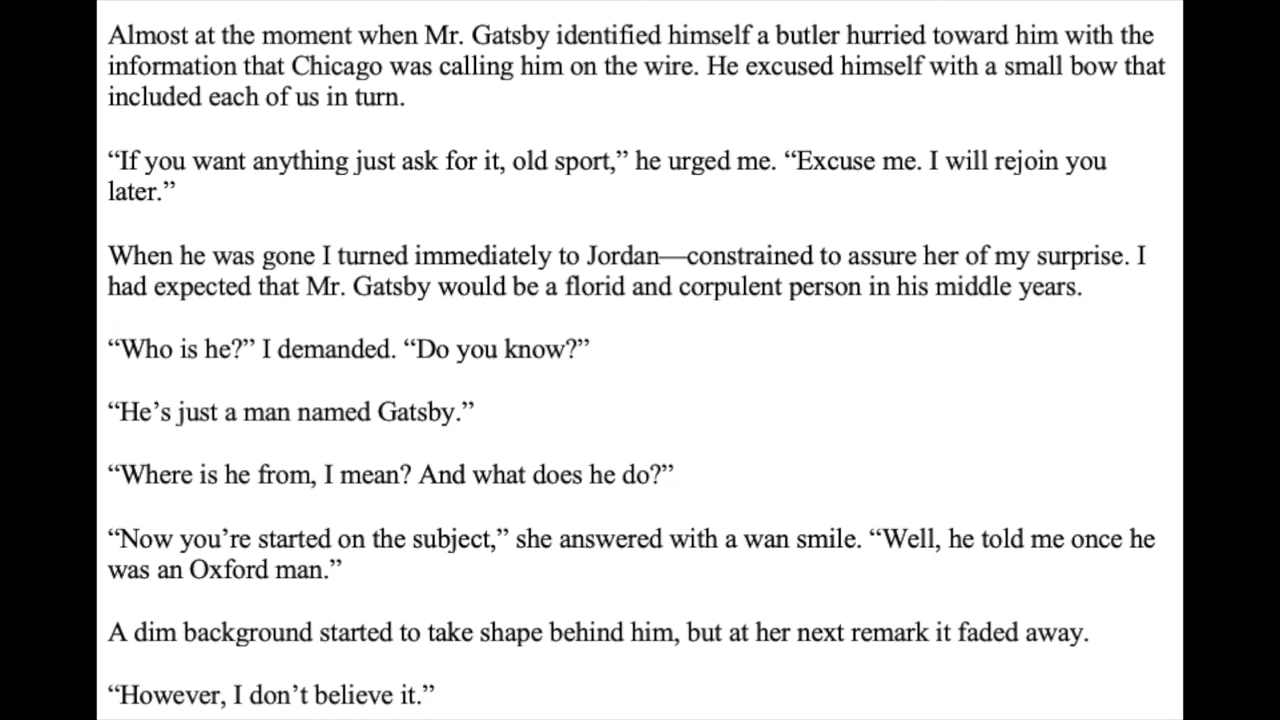 Almost at the moment when Mr. Gatsby identified himself a butler hurried toward him with the
information that Chicago was calling him on the wire. He excused himself with a small bow that
included each of us in turn.
“If you want anything just ask for it, old sport,” he urged me. “Excuse me. I will rejoin you
later.”
When he was gone I turned immediately to Jordan—constrained to assure her of my surprise. I
had expected that Mr. Gatsby would be a florid and corpulent person in his middle years.
“Who is he?” I demanded. “Do you know?”
“He’s just a man named Gatsby.”
“Where is he from, I mean? And what does he do?”
“Now you’re started on the subject,” she answered with a wan smile. “Well, he told me once he
was an Oxford man.”
A dim background started to take shape behind him, but at her next remark it faded away.
“However, I don’t believe it.”